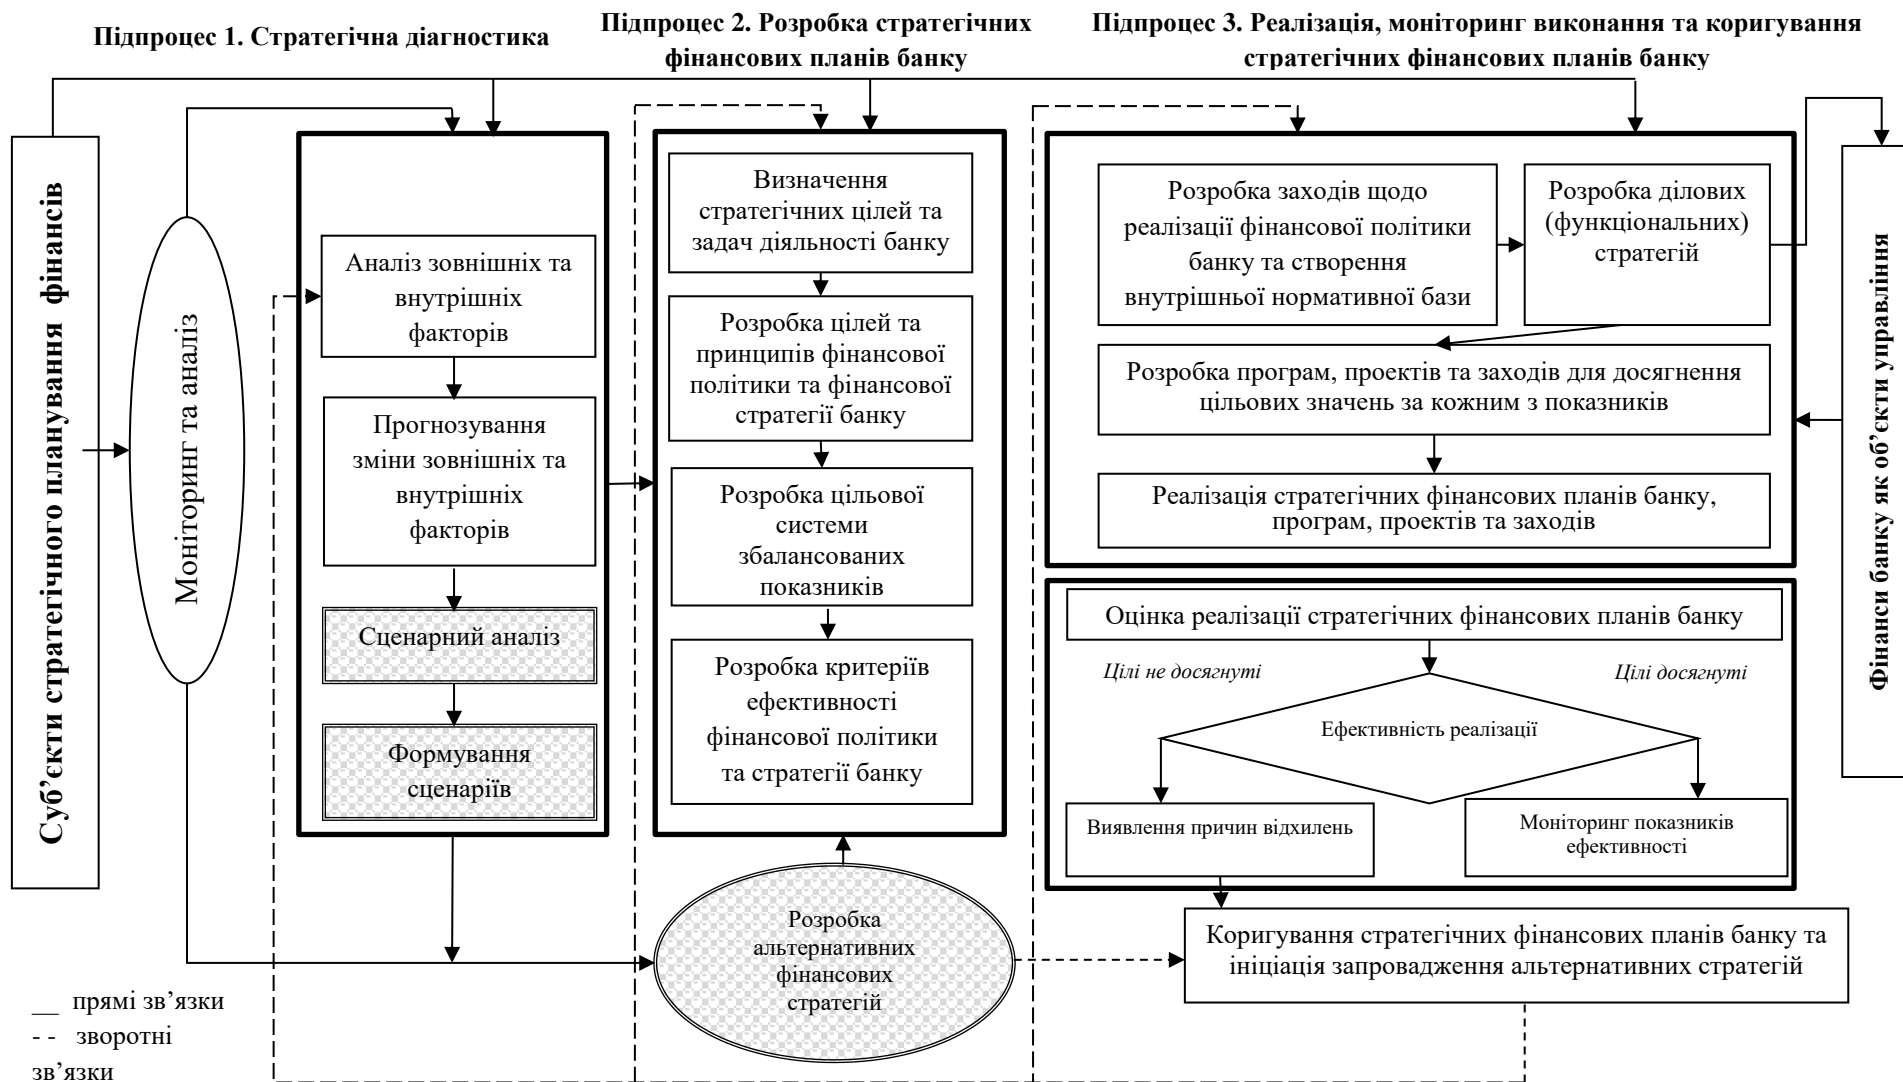 Підпроцес 1. Стратегічна діагностика
Підпроцес 2. Розробка стратегічних
фінансових планів банку
Підпроцес 3. Реалізація, моніторинг виконання та коригування
стратегічних фінансових планів банку
Суб’єкти стратегічного планування фінансів
Моніторинг та аналіз
Аналіз зовнішніх та
внутрішніх
факторів
Прогнозування
зміни зовнішніх та
внутрішніх
факторів
Сценарний аналіз
Формування
сценаріїв
Визначення
стратегічних цілей та
задач діяльності банку
Розробка цілей та
принципів фінансової
політики та фінансової
стратегії банку
Розробка цільової
системи
збалансованих
показників
Розробка критеріїв
ефективності
фінансової політики
та стратегії банку
Розробка
альтернативних
фінансових
стратегій
Розробка заходів щодо
реалізації фінансової політики
банку та створення
внутрішньої нормативної бази
Розробка ділових
(функціональних)
стратегій
Розробка програм, проектів та заходів для досягнення
цільових значень за кожним з показників
Реалізація стратегічних фінансових планів банку,
програм, проектів та заходів
Оцінка реалізації стратегічних фінансових планів банку
Цілі не досягнуті
Цілі досягнуті
Ефективність реалізації
Виявлення причин відхилень
Моніторинг показників
ефективності
Коригування стратегічних фінансових планів банку та
ініціація запровадження альтернативних стратегій
Фінанси банку як об’єкти управління
__ прямі зв’язки
- - зворотні
зв’язки